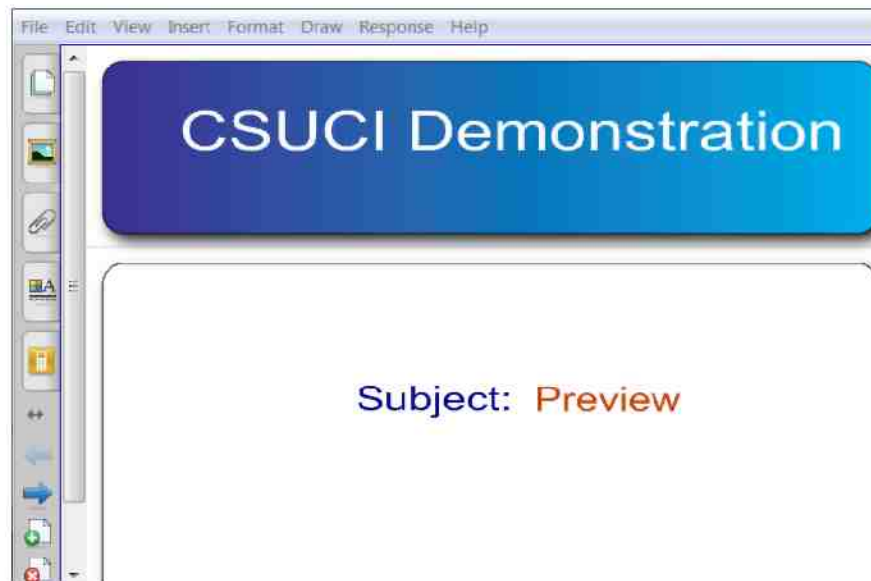 File Edit View Insert Format Draw Response Help
CSUCI Demonstration
Subject: Preview